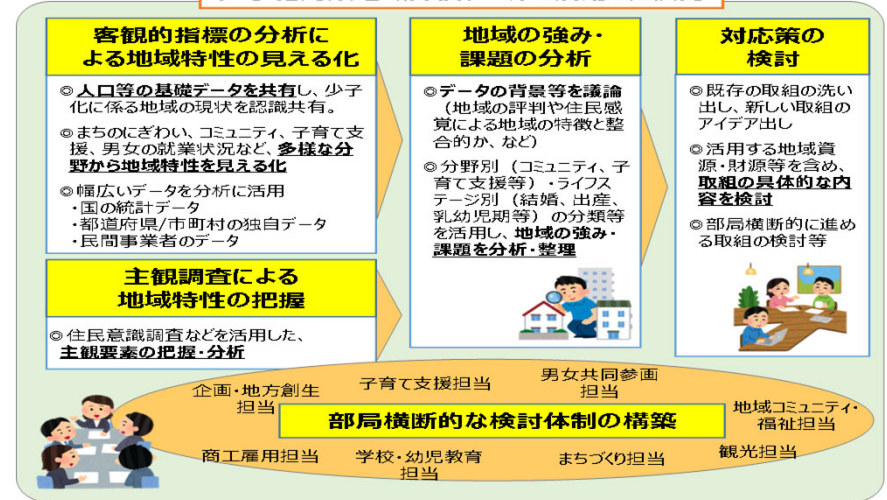 客観的指標の分析に
よる地域特性の見える化
◎人口等の基礎データを共有し、少子
化に係る地域の現状を認識共有。
◎まちのにぎわい、コミュニティ、子育て支
援、男女の就業状況など、多様な分
野から地域特性を見える化
◎幅広いデータを分析に活用
・国の統計データ
・都道府県/市町村の独自データ
・民間事業者のデータ
主観調査による
地域特性の把握
◎住民意識調査などを活用した、
主観要素の把握・分析
地域の強み・
課題の分析
◎データの背景等を議論
（地域の評判や住民感
覚による地域の特徴と整
合的か、など）
◎分野別（コミュニティ、子
育て支援等）・ライフス
テージ別（結婚、出産、
乳幼児期等）の分類等
を活用し、地域の強み・
課題を分析・整理
対応策の
検討
◎既存の取組の洗い
出し、新しい取組の
アイデア出し
◎活用する地域資
源・財源等を含め、
取組の具体的な内
容を検討
◎部局横断的に進め
る取組の検討等
企画・地方創生
担当
子育て支援担当
男女共同参画
担当
地域コミュニティ・
福祉担当
部局横断的な検討体制の構築
商工雇用担当
学校・幼児教育
担当
まちづくり担当
観光担当